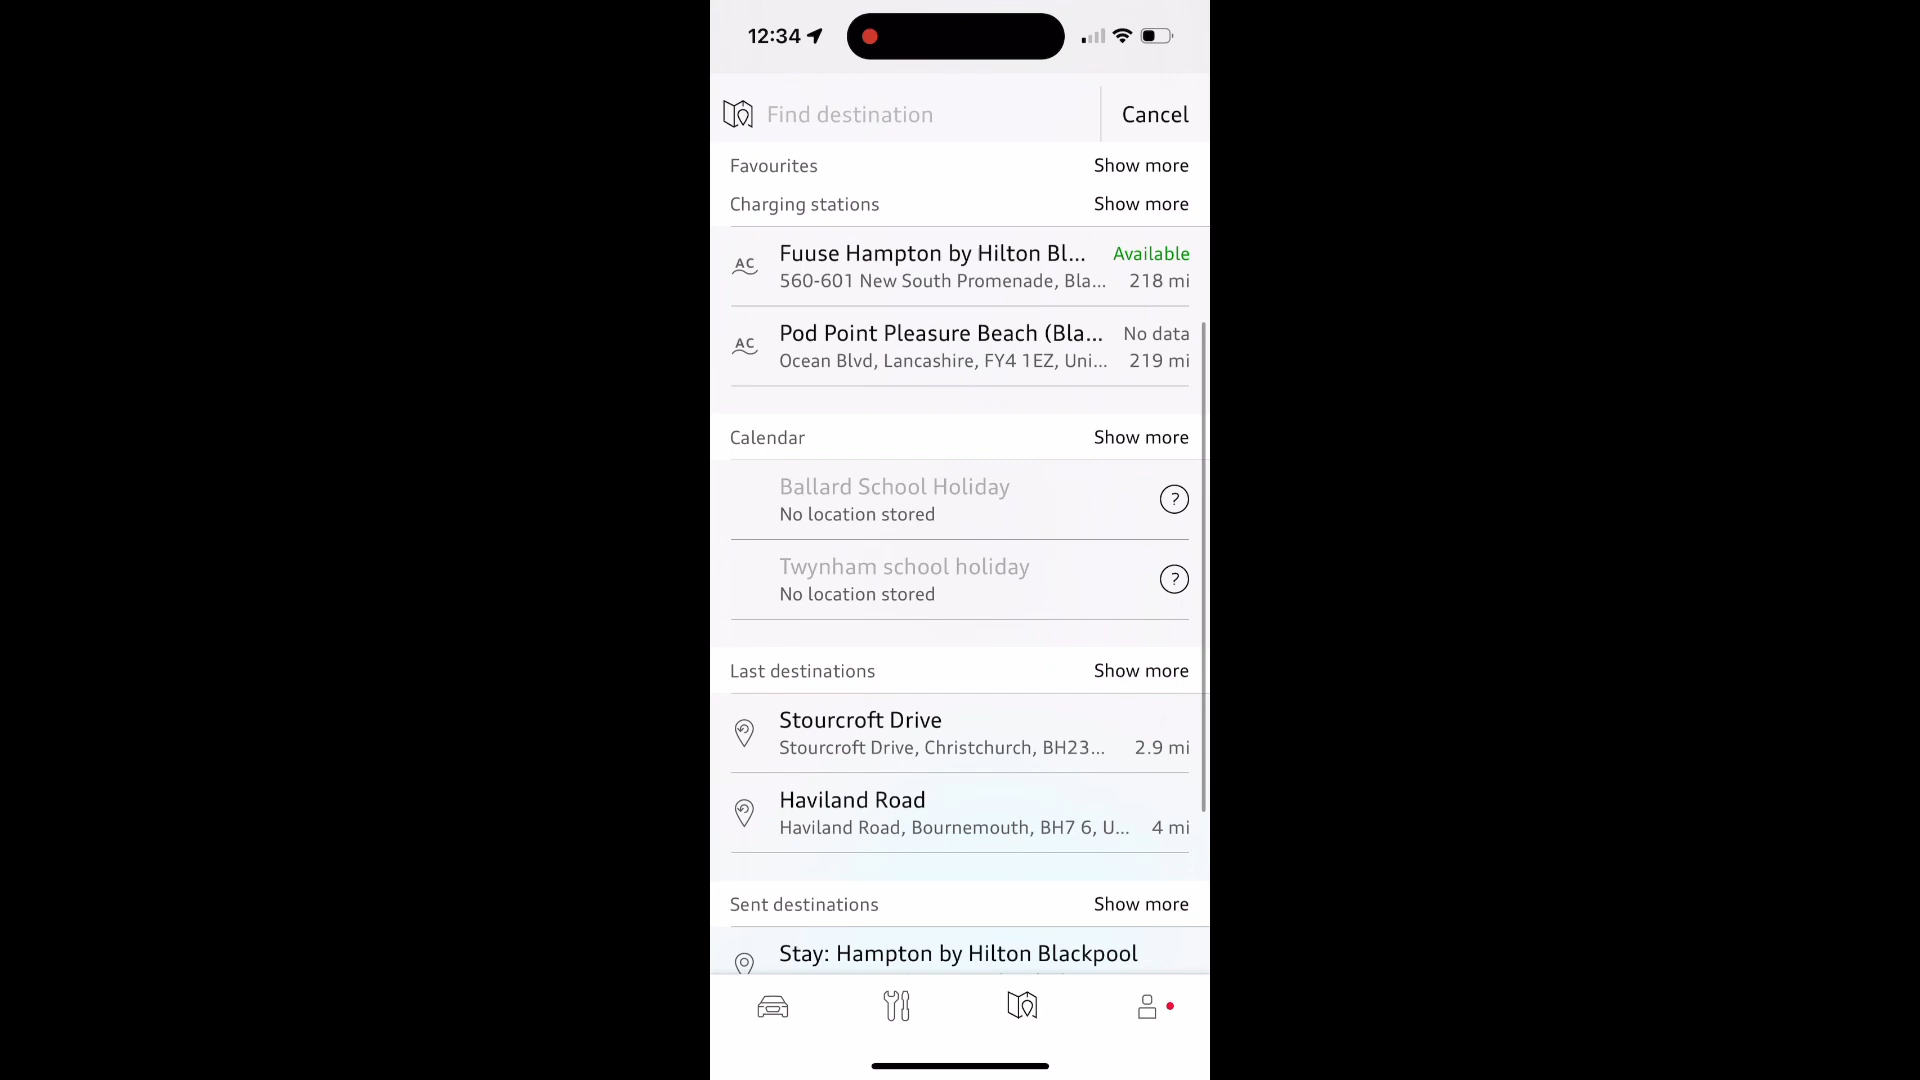 12:34
Find destination
Cancel
Favourites
Show more
Charging stations
Show more
AC
Fuuse Hampton by Hilton Bl...
Available
560-601 New South Promenade, Bla...
218 mi
AC
Pod Point Pleasure Beach (Bla...
No data
Ocean Blvd, Lancashire, FY4 1EZ, Uni...
219 mi
Calendar
Show more
Ballard School Holiday
No location stored
?
Twynham school holiday
No location stored
?
Last destinations
Show more
Stourcroft Drive
Stourcroft Drive, Christchurch, BH23...
2.9 mi
Haviland Road
Haviland Road, Bournemouth, BH7 6, U...
4 mi
Sent destinations
Show more
Stay: Hampton by Hilton Blackpool